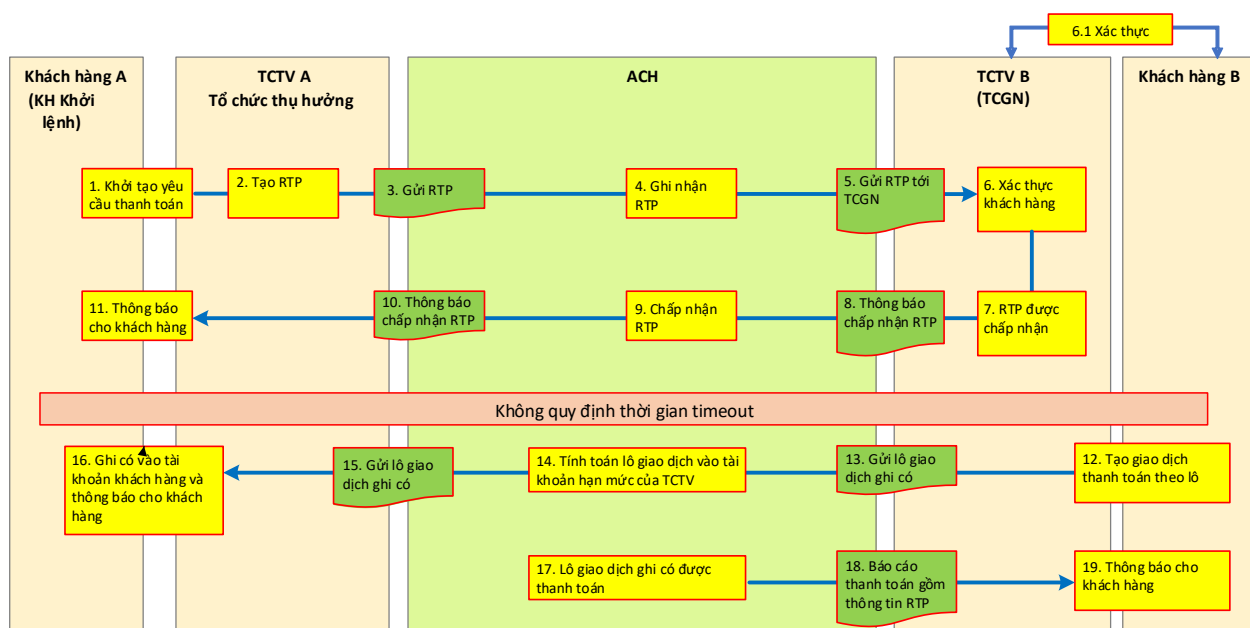 6.1 Xác thực
Khách hàng A
(KH Khởi
lệnh)
TCTV A
Tổ chức thụ hưởng
ACH
TCTV B
(TCGN)
Khách hàng B
1. Khởi tạo yêu
cầu thanh toán
2. Tạo RTP
3. Gửi RTP
4. Ghi nhận
RTP
5. Gửi RTP tới
TCGN
6. Xác thực
khách hàng
11. Thông báo
cho khách hàng
10. Thông báo
chấp nhận RTP
9. Chấp nhận
RTP
8. Thông báo
chấp nhận RTP
7. RTP được
chấp nhận
Không quy định thời gian timeout
16. Ghi có vào tài
khoản khách hàng và
thông báo cho khách
hàng
15. Gửi lô giao
dịch ghi có
14. Tính toán lô giao dịch vào tài
khoản hạn mức của TCTV
13. Gửi lô giao
dịch ghi có
12. Tạo giao dịch
thanh toán theo lô
17. Lô giao dịch ghi có được
thanh toán
18. Báo cáo
thanh toán gồm
thông tin RTP
19. Thông báo cho
khách hàng